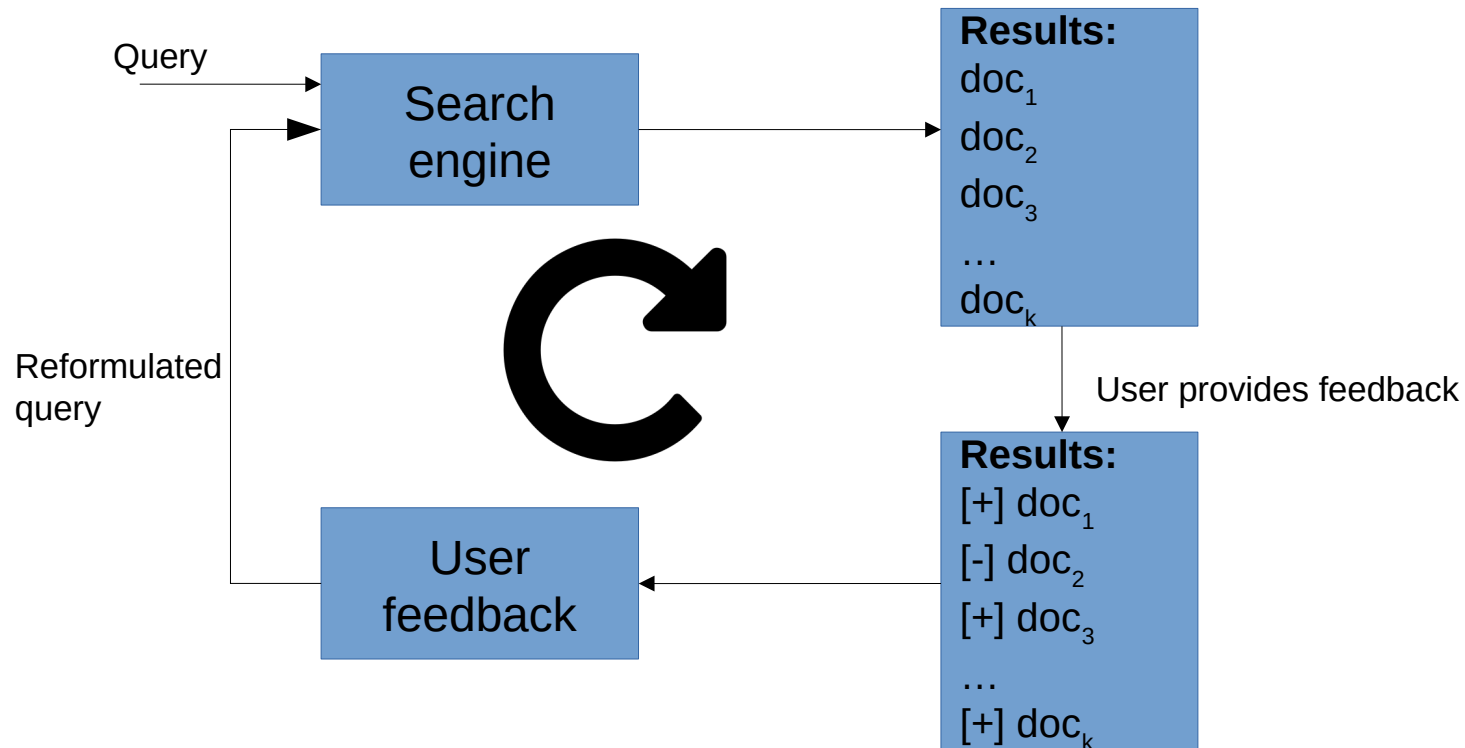 Query
Search
engine
Results:
doc₁
doc₂
doc₃
…
docₖ
Reformulated
query
User provides feedback
User
feedback
Results:
[+] doc₁
[-] doc₂
[+] doc₃
…
[+] docₖ